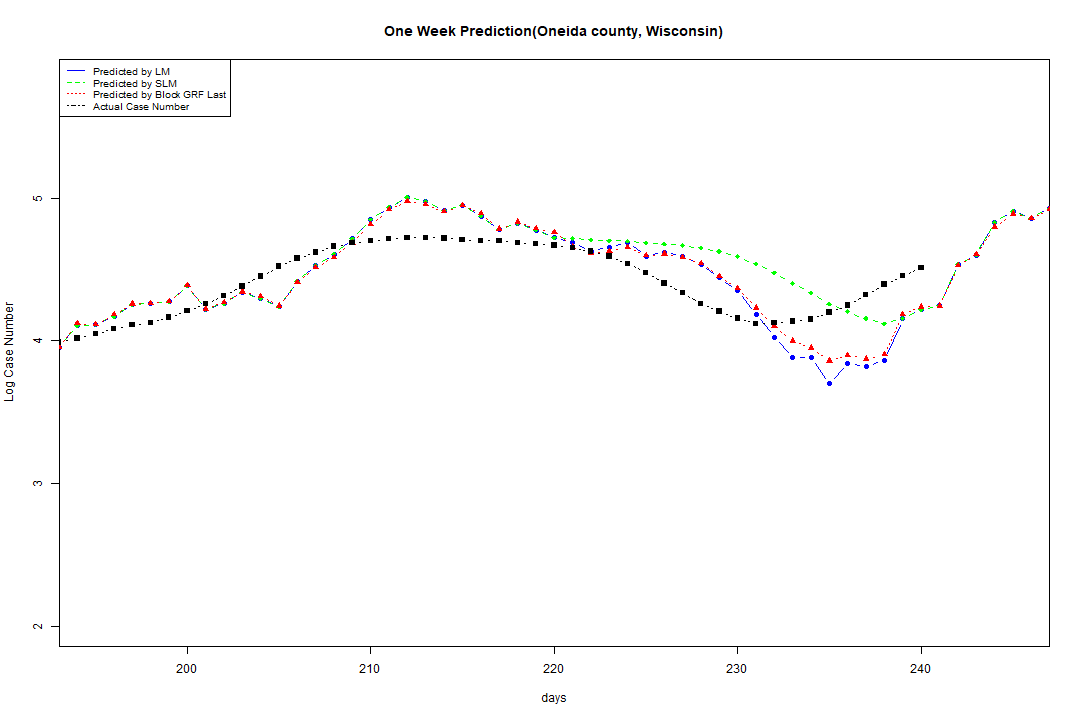 One Week Prediction(Oneida county, Wisconsin)
Predicted by LM
Predicted by SLM
Predicted by Block GRF Last
Actual Case Number
5
4
3
2
Log Case Number
200 210 220 230 240
days